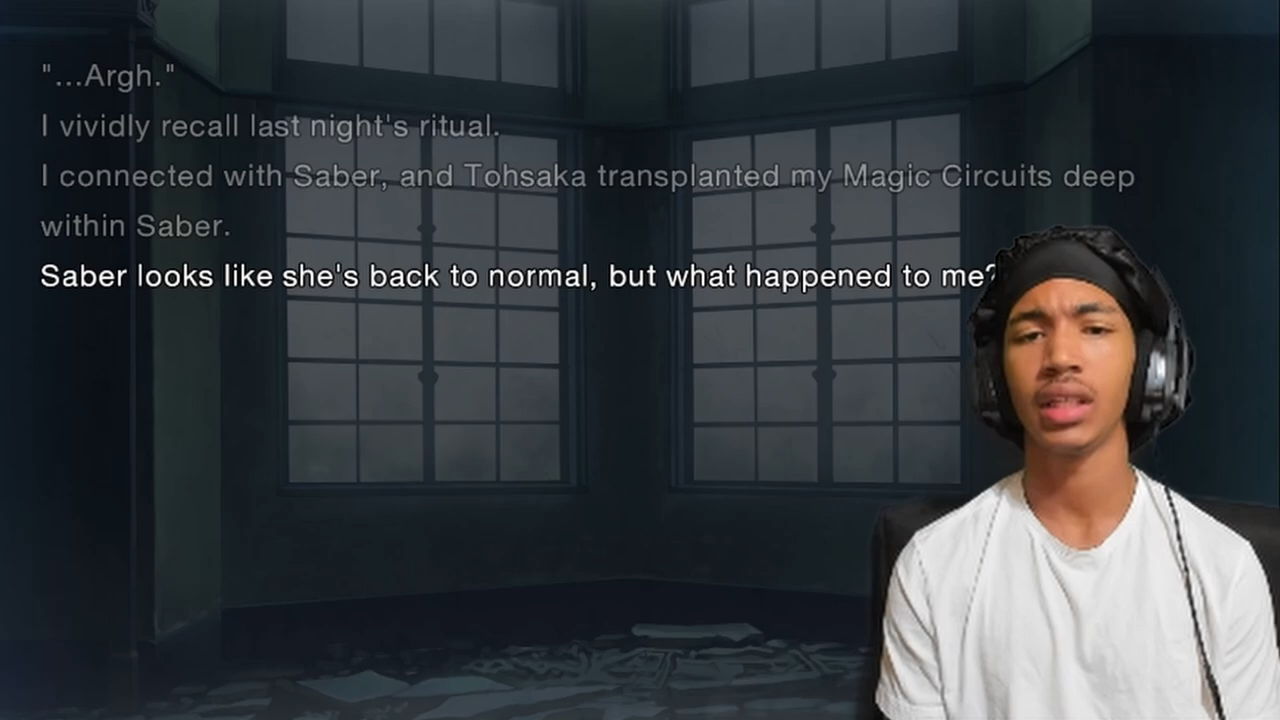 "...Argh."
I vividly recall last night's ritual.
I connected with Saber, and Tohsaka transplanted my Magic Circuits deep
within Saber.
Saber looks like she's back to normal, but what happened to me?